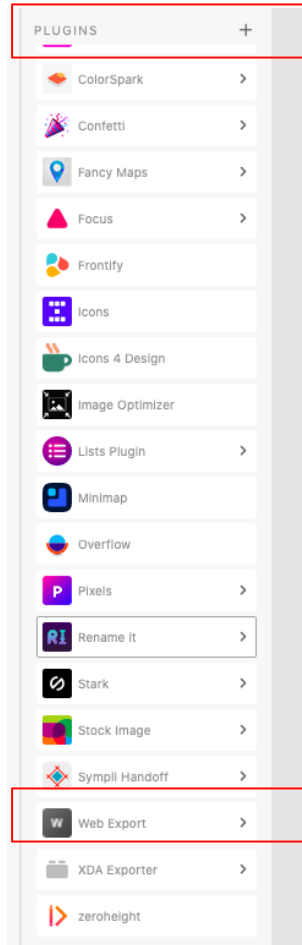 PLUGINS +
ColorSpark
Confetti
Fancy Maps
Focus
Frontify
Icons
Icons 4 Design
Image Optimizer
Lists Plugin
Minimap
Overflow
P Pixels
RI Rename it
Stark
Stock Image
Sympli Handoff
W Web Export
XDA Exporter
zeroheight